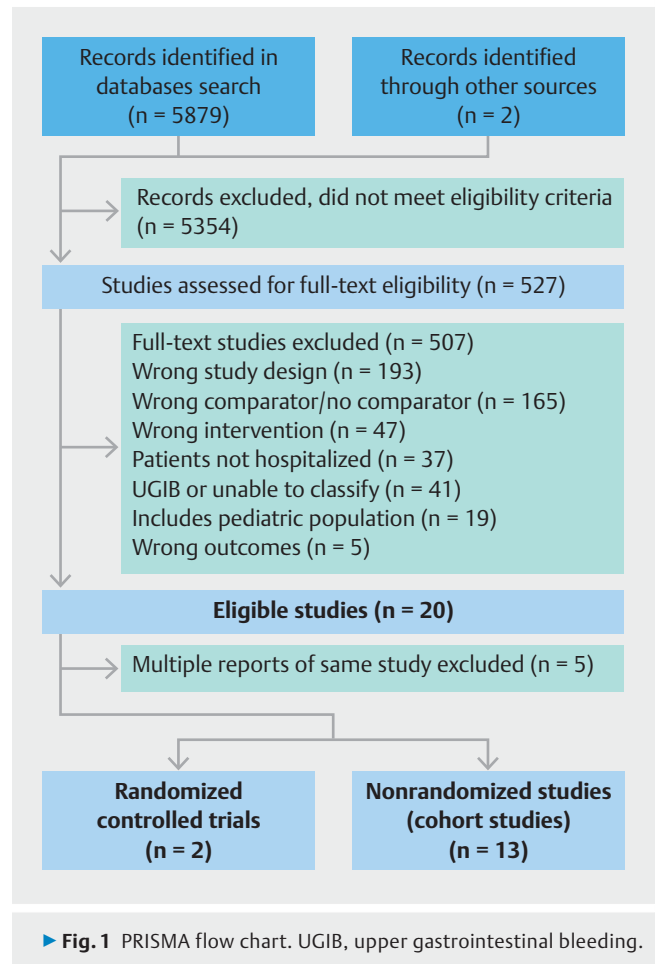 Records identified in
databases search
(n = 5879)
Records identified
through other sources
(n = 2)
Records excluded, did not meet eligibility criteria
(n = 5354)
Studies assessed for full-text eligibility (n = 527)
Full-text studies excluded (n = 507)
Wrong study design (n = 193)
Wrong comparator/no comparator (n = 165)
Wrong intervention (n = 47)
Patients not hospitalized (n = 37)
UGIB or unable to classify (n = 41)
Includes pediatric population (n = 19)
Wrong outcomes (n = 5)
Eligible studies (n = 20)
Multiple reports of same study excluded (n = 5)
Randomized
controlled trials
(n = 2)
Nonrandomized studies
(cohort studies)
(n = 13)
▶ Fig. 1 PRISMA flow chart. UGIB, upper gastrointestinal bleeding.